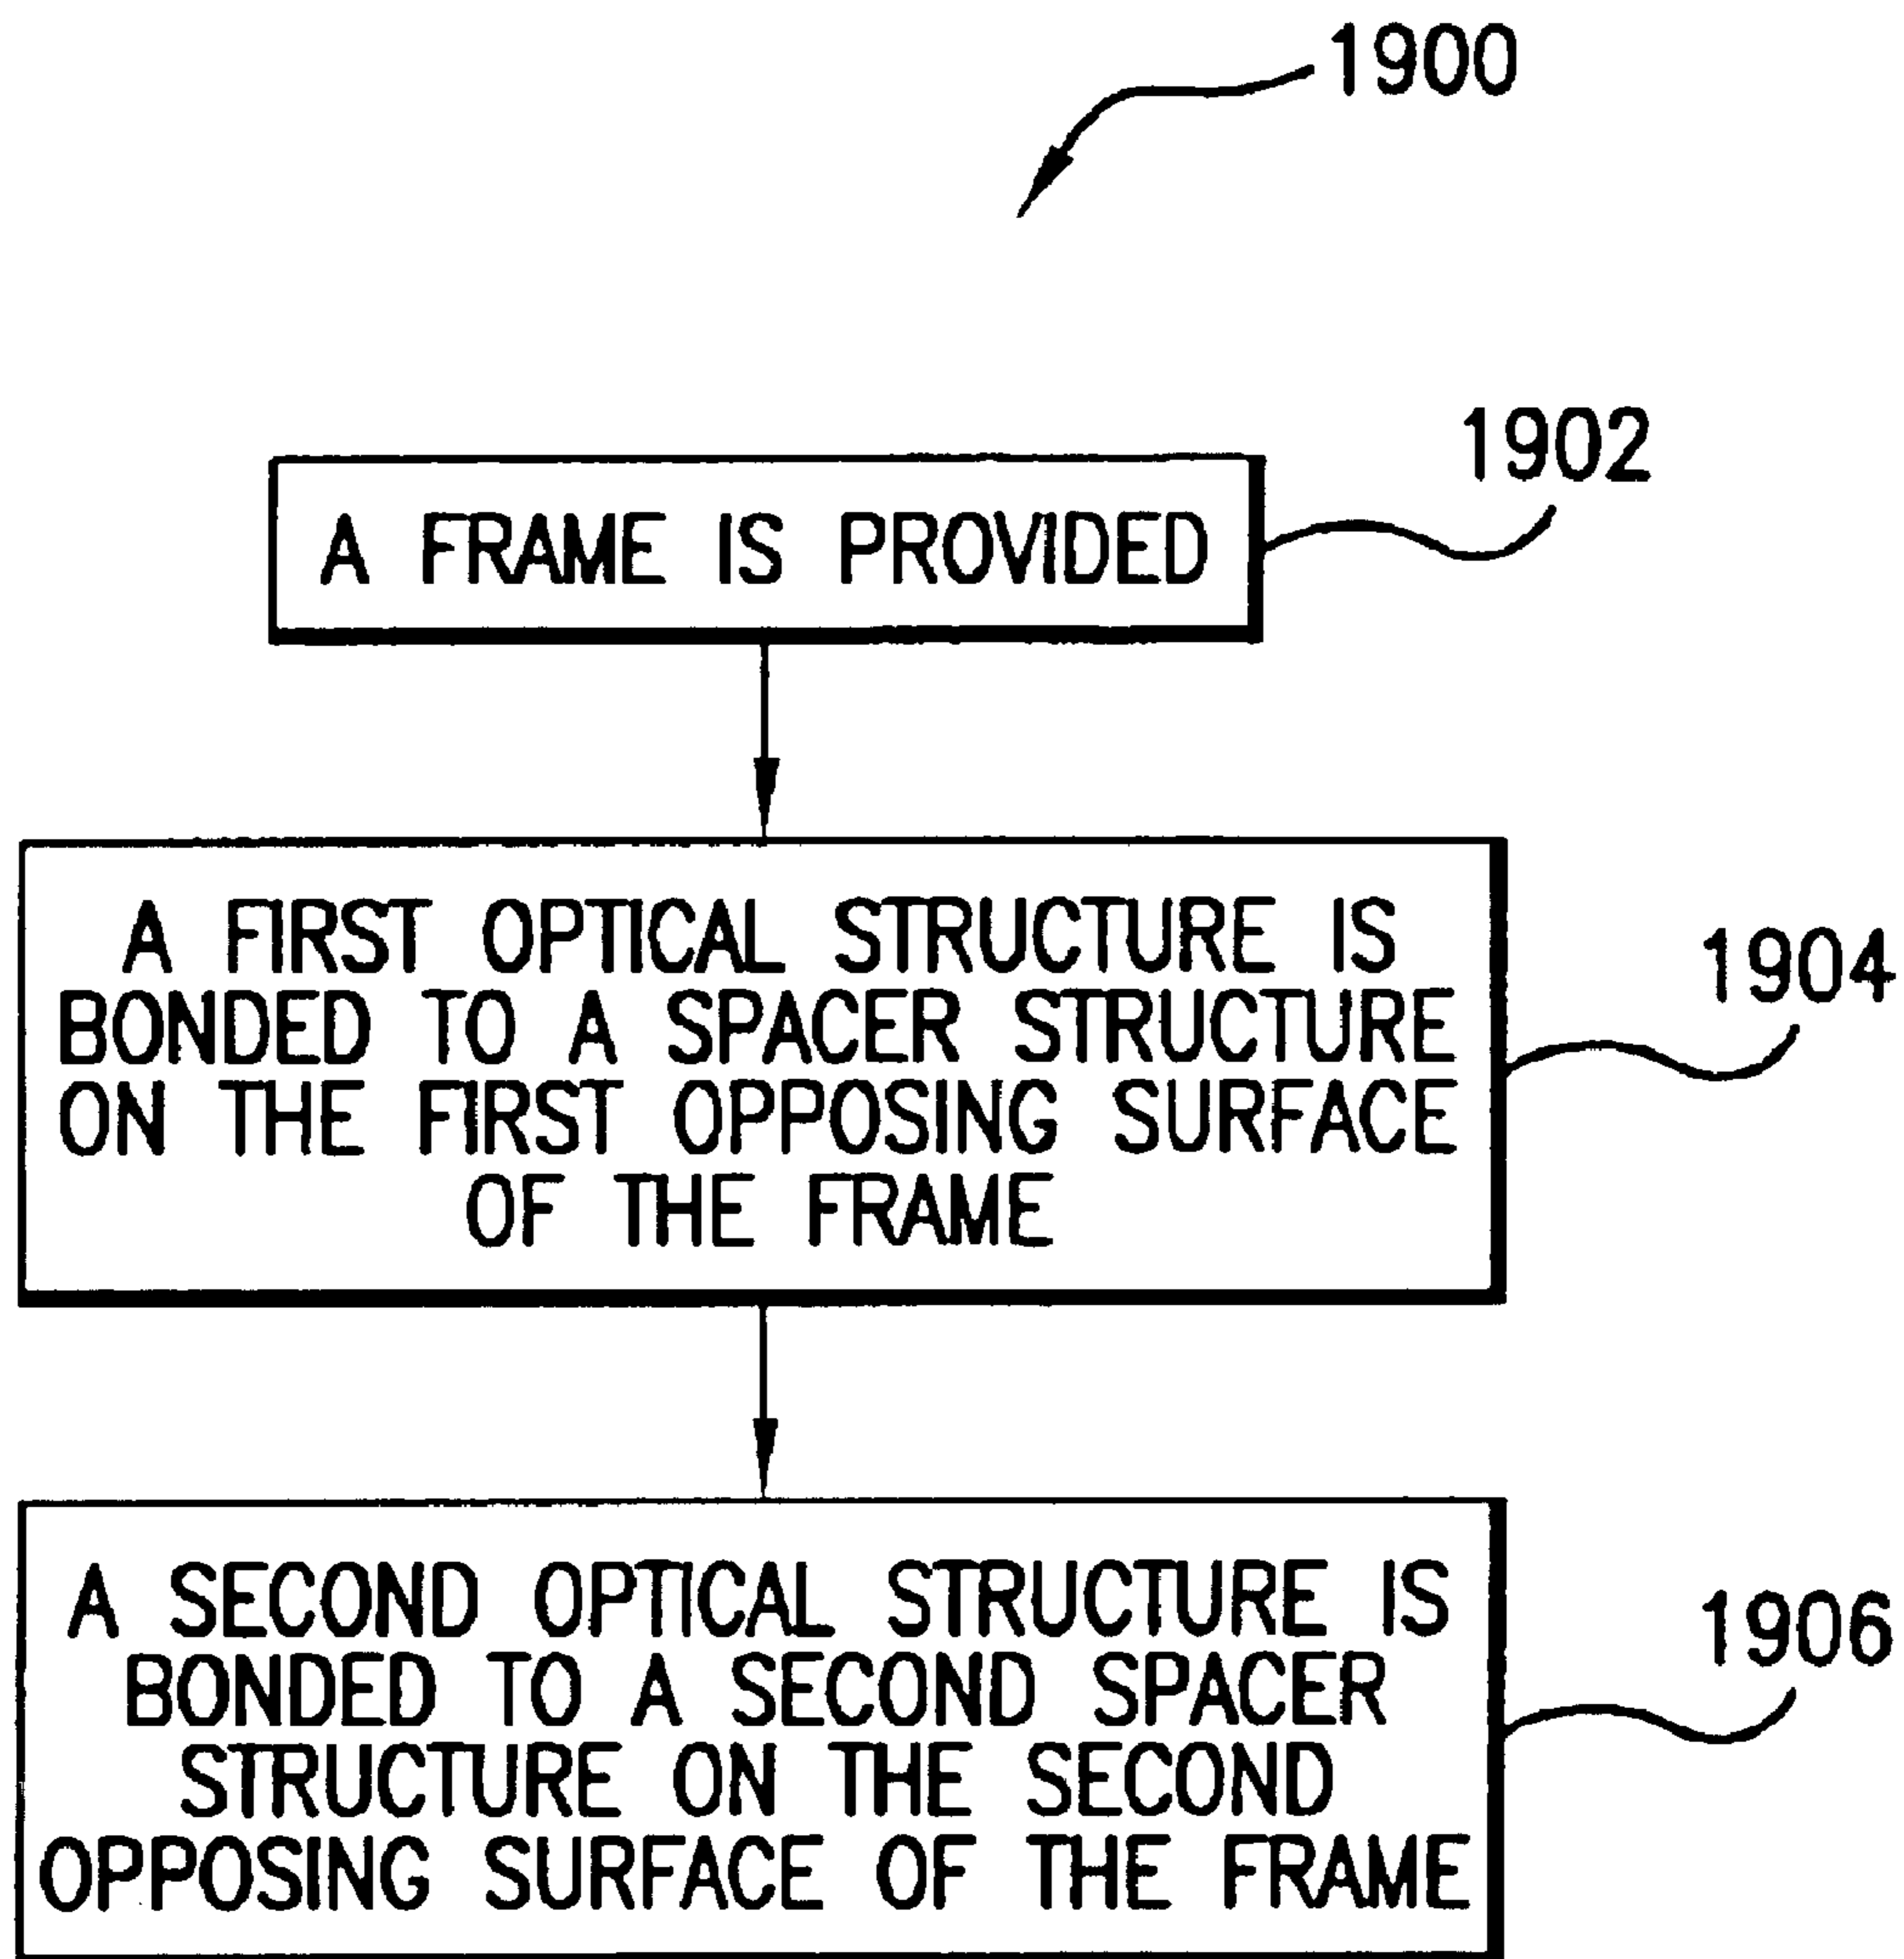 1900
1902
A FRAME IS PROVIDED
A FIRST OPTICAL STRUCTURE IS
BONDED TO A SPACER STRUCTURE
ON THE FIRST OPPOSING SURFACE
OF THE FRAME
1904
A SECOND OPTICAL STRUCTURE IS
BONDED TO A SECOND SPACER
STRUCTURE ON THE SECOND
OPPOSING SURFACE OF THE FRAME
1906